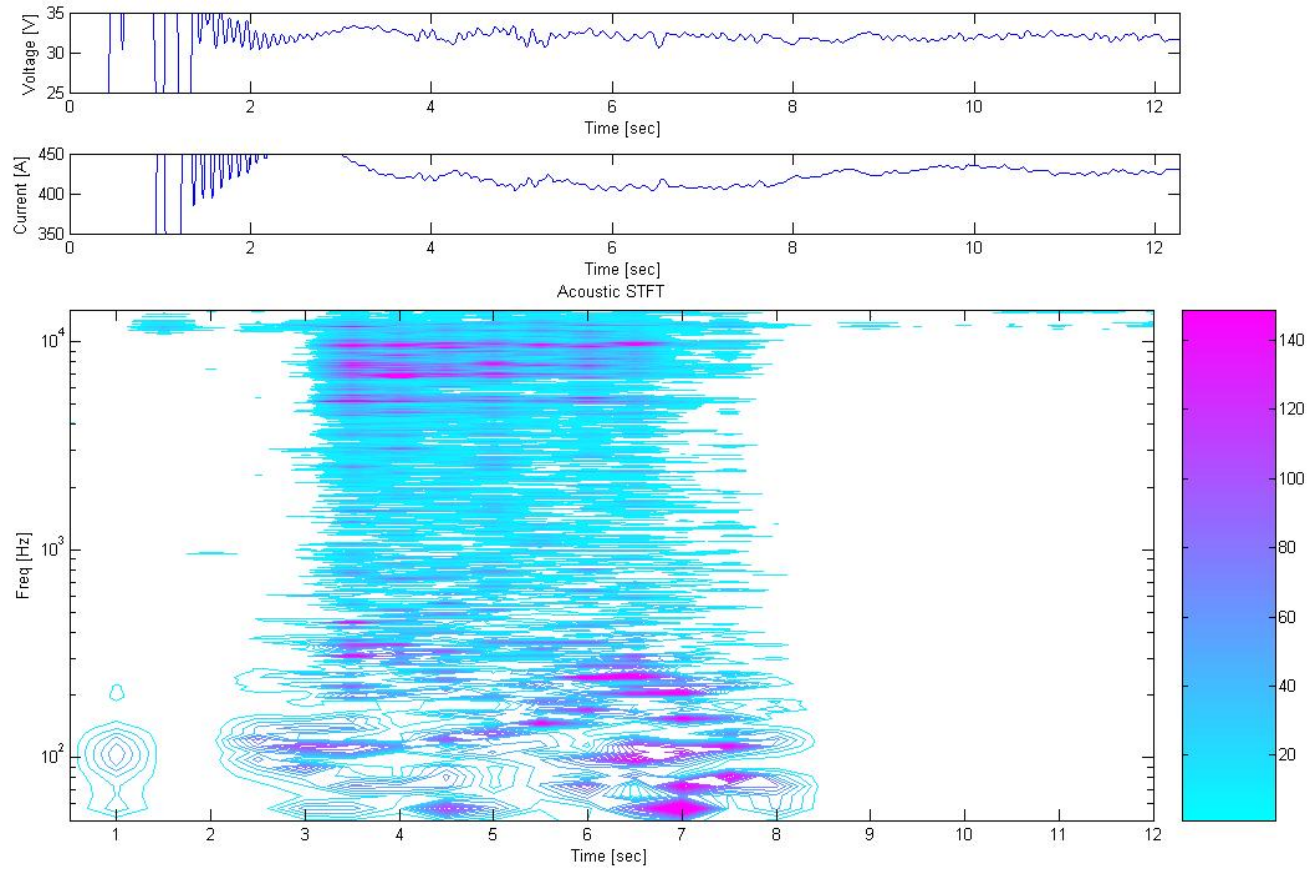 Voltage [V]
35
30
25
0 2 4 6 8 10 12
Time [sec]
Current [A]
450
400
350
0 2 4 6 8 10 12
Time [sec]
Acoustic STFT
Freq [Hz]
10^4
10^3
10^2
1 2 3 4 5 6 7 8 9 10 11 12
Time [sec]
140
120
100
80
60
40
20